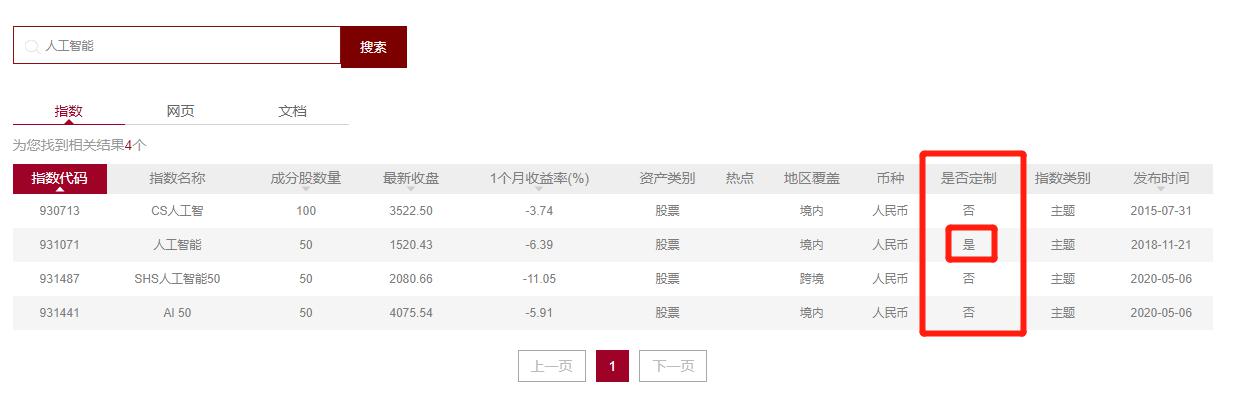 人工智能 搜索
指数 网页 文档
为您找到相关结果4个
指数代码 指数名称 成分股数量 最新收盘 1个月收益率(%) 资产类别 热点 地区覆盖 币种 是否定制 指数类别 发布时间
930713 CS人工智 100 3522.50 -3.74 股票 境内 人民币 否 主题 2015-07-31
931071 人工智能 50 1520.43 -6.39 股票 境内 人民币 是 主题 2018-11-21
931487 SHS人工智能50 50 2080.66 -11.05 股票 跨境 人民币 否 主题 2020-05-06
931441 AI 50 50 4075.54 -5.91 股票 境内 人民币 否 主题 2020-05-06
上一页 1 下一页